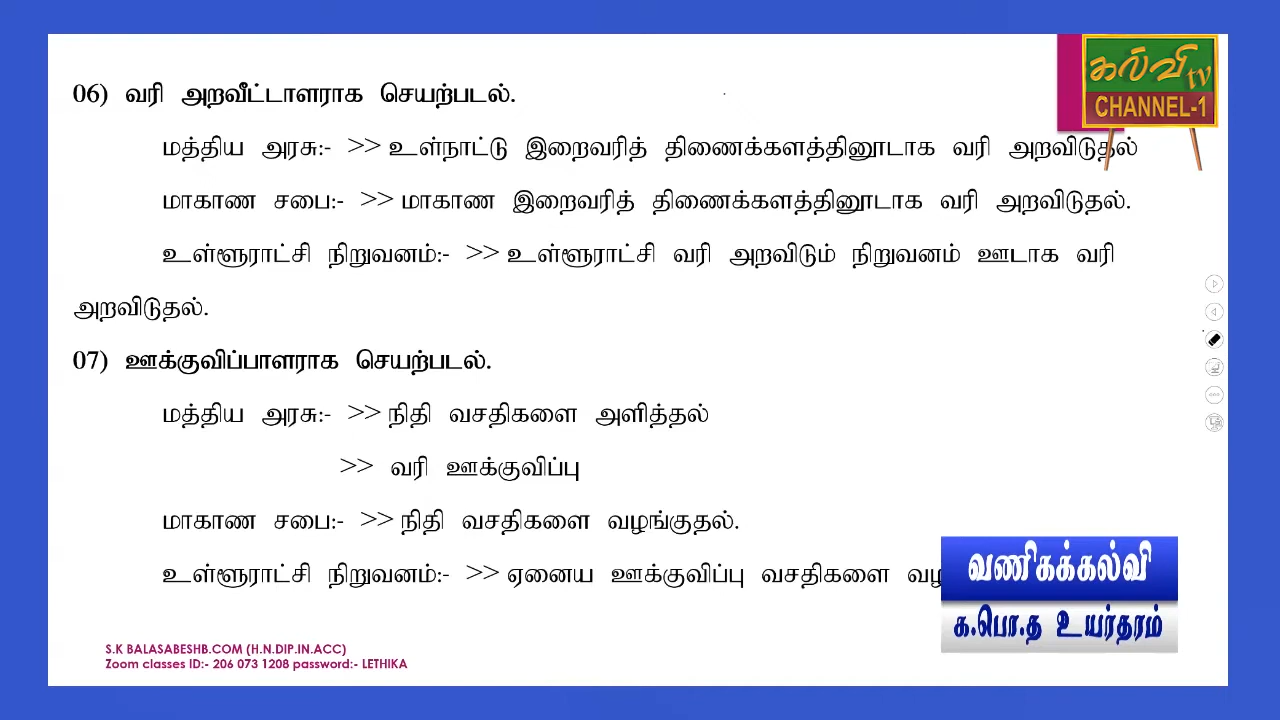 கல்வி tv
CHANNEL-1
06) வரி அறவீட்டாளராக செயற்படல்.
மத்திய அரசு:- >> உள்நாட்டு இறைவரித் திணைக்களத்தினூடாக வரி அறவிடுதல்
மாகாண சபை:- >> மாகாண இறைவரித் திணைக்களத்தினூடாக வரி அறவிடுதல்.
உள்ளூராட்சி நிறுவனம்:- >> உள்ளூராட்சி வரி அறவிடும் நிறுவனம் ஊடாக வரி
அறவிடுதல்.
07) ஊக்குவிப்பாளராக செயற்படல்.
மத்திய அரசு:- >> நிதி வசதிகளை அளித்தல்
>> வரி ஊக்குவிப்பு
மாகாண சபை:- >> நிதி வசதிகளை வழங்குதல்.
உள்ளூராட்சி நிறுவனம்:- >> ஏனைய ஊக்குவிப்பு வசதிகளை
வணிகக்கல்வி
க.பொ.த உயர்தரம்
S.K BALASABESHB.COM (H.N.DIP.IN.ACC)
Zoom classes ID:- 206 073 1208 password:- LETHIKA